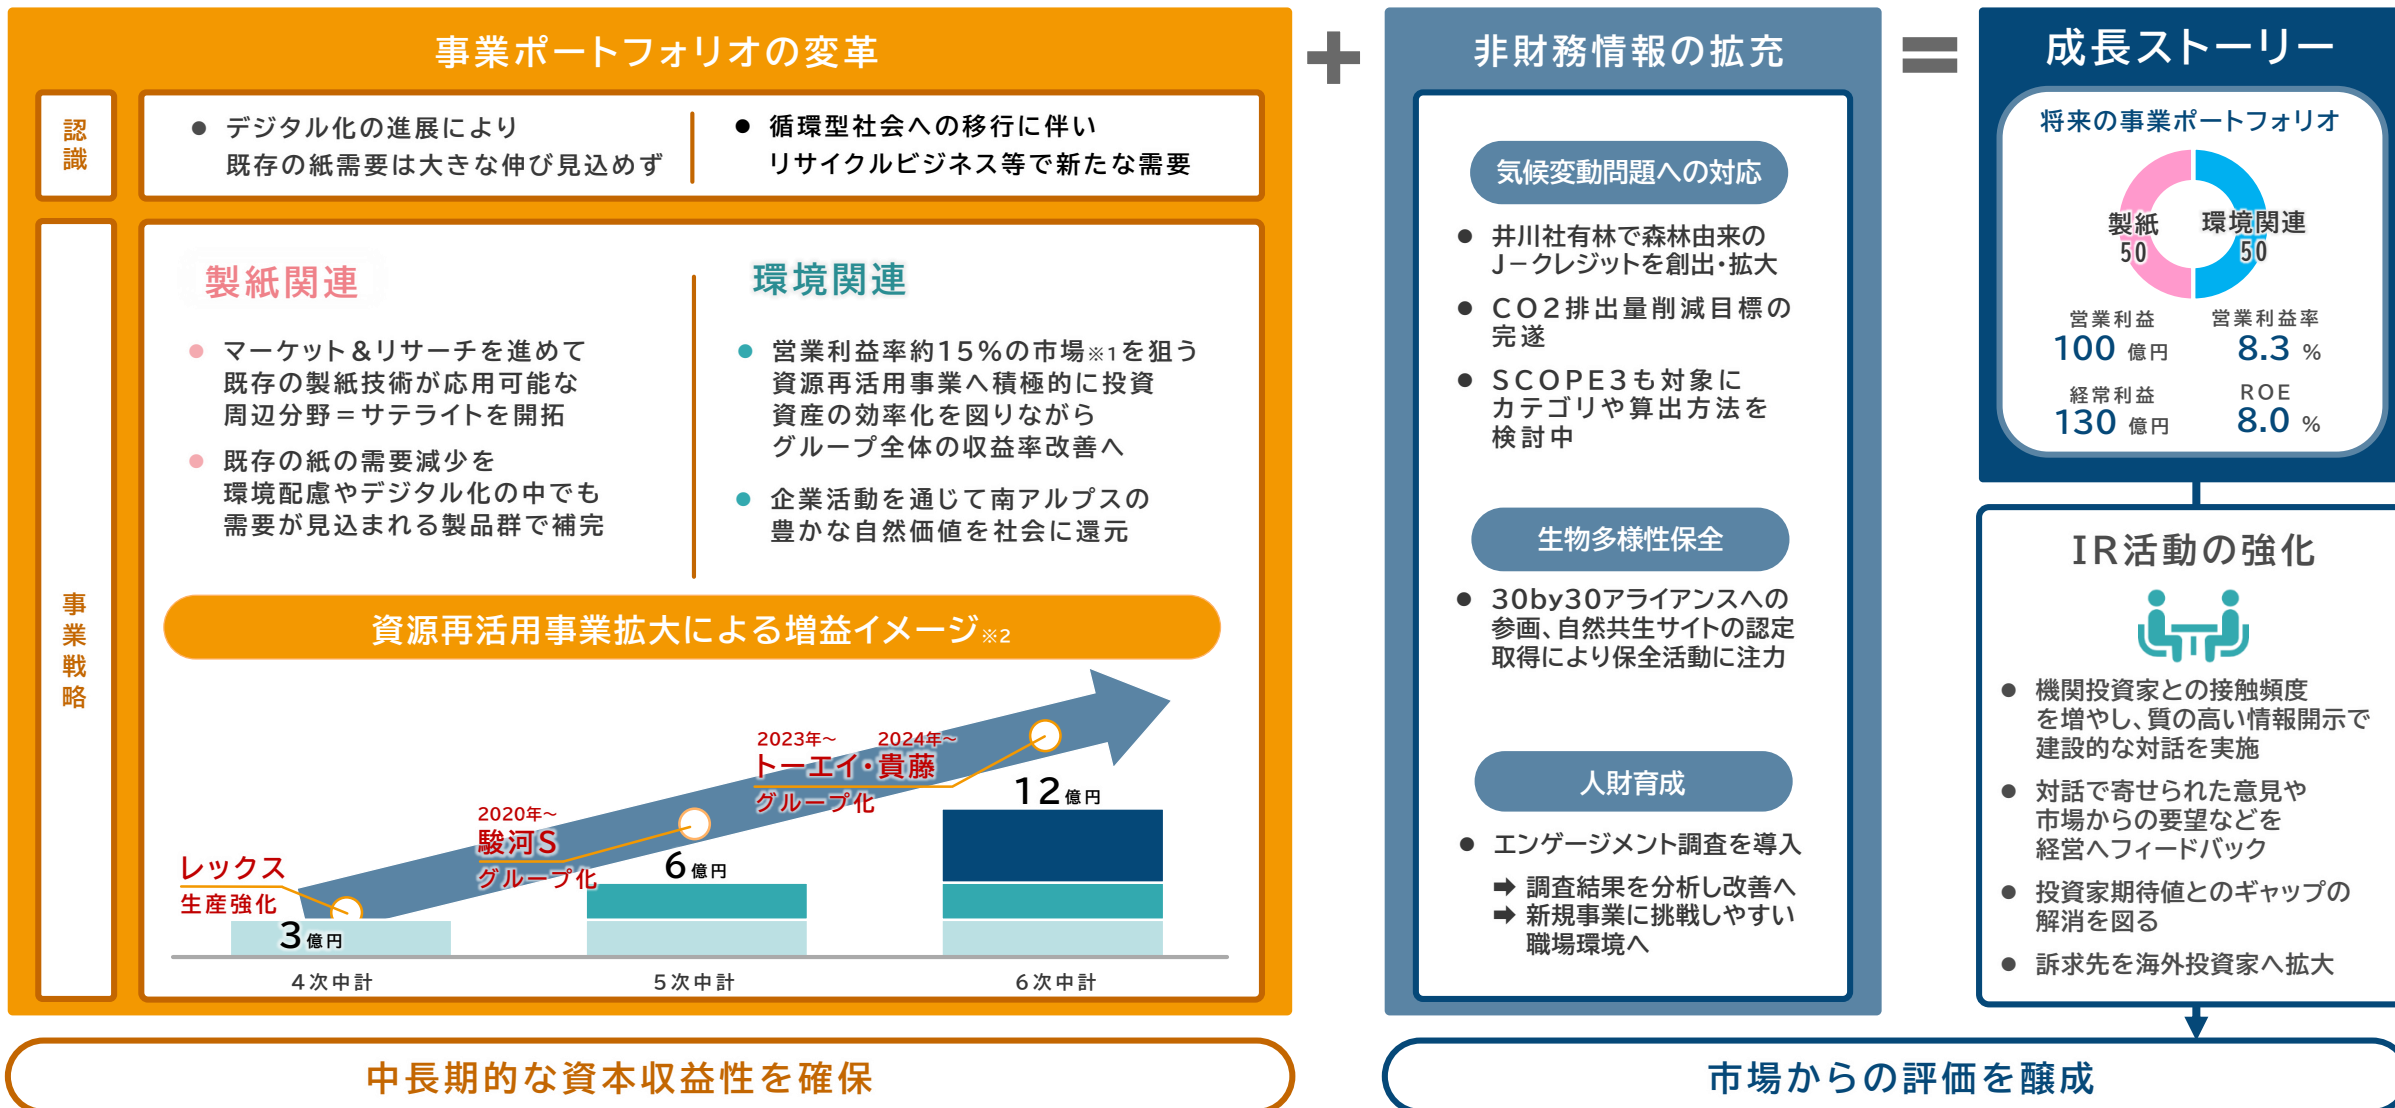 事業ポートフォリオの変革
認識
● デジタル化の進展により
既存の紙需要は大きな伸び見込めず
● 循環型社会への移行に伴い
リサイクルビジネス等で新たな需要
事業戦略
製紙関連
● マーケット&リサーチを進めて
既存の製紙技術が応用可能な
周辺分野=サテライトを開拓
● 既存の紙の需要減少を
環境配慮やデジタル化の中でも
需要が見込まれる製品群で補完
環境関連
● 営業利益率約15%の市場※1を狙う
資源再活用事業へ積極的に投資
資産の効率化を図りながら
グループ全体の収益率改善へ
● 企業活動を通じて南アルプスの
豊かな自然価値を社会に還元
資源再活用事業拡大による増益イメージ※2
レックス
生産強化
3億円
4次中計
2020年~
駿河S
グループ化
6億円
5次中計
2023年~ 2024年~
トーエイ・貴藤
グループ化
12億円
6次中計
中長期的な資本収益性を確保
+
非財務情報の拡充
気候変動問題への対応
● 井川社有林で森林由来の
J-クレジットを創出・拡大
● CO2排出量削減目標の
完遂
● SCOPE3も対象に
カテゴリや算出方法を
検討中
生物多様性保全
● 30by30アライアンスへの
参画、自然共生サイトの認定
取得により保全活動に注力
人財育成
● エンゲージメント調査を導入
➡ 調査結果を分析し改善へ
➡ 新規事業に挑戦しやすい
職場環境へ
=
成長ストーリー
将来の事業ポートフォリオ
製紙
50
環境関連
50
営業利益
100 億円
営業利益率
8.3 %
経常利益
130 億円
ROE
8.0 %
IR活動の強化
● 機関投資家との接触頻度
を増やし、質の高い情報開示で
建設的な対話を実施
● 対話で寄せられた意見や
市場からの要望などを
経営へフィードバック
● 投資家期待値とのギャップの
解消を図る
● 訴求先を海外投資家へ拡大
市場からの評価を醸成